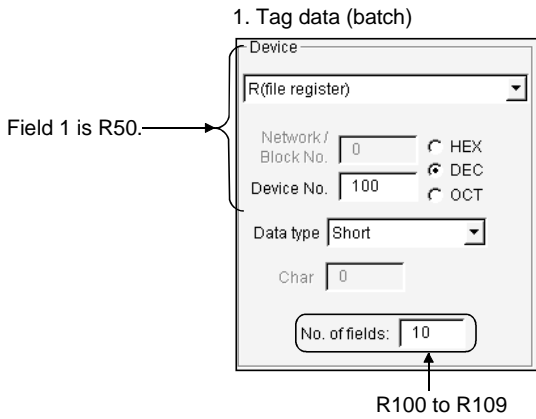 1. Tag data (batch)
Device
R(file register)
Field 1 is R50.
Network /
Block No.
0
HEX
DEC
OCT
Device No.
100
Data type
Short
Char
0
No. of fields:
10
R100 to R109